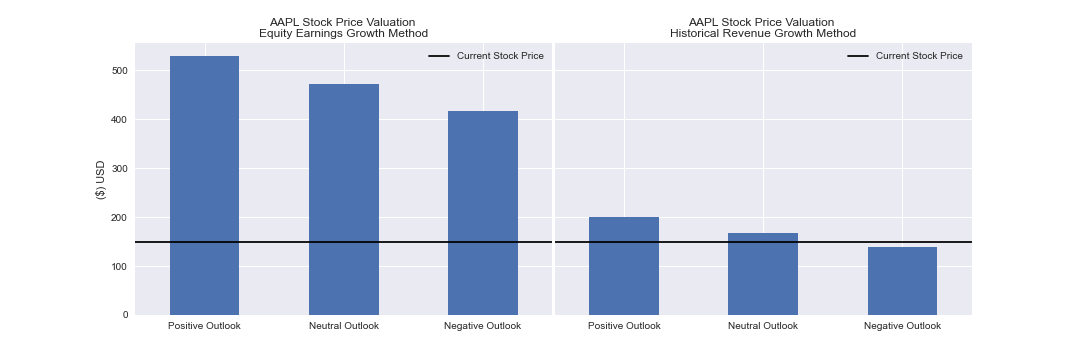 AAPL Stock Price Valuation
Equity Earnings Growth Method
Current Stock Price
($) USD
500
400
300
200
100
0
Positive Outlook
Neutral Outlook
Negative Outlook
AAPL Stock Price Valuation
Historical Revenue Growth Method
Current Stock Price
Positive Outlook
Neutral Outlook
Negative Outlook